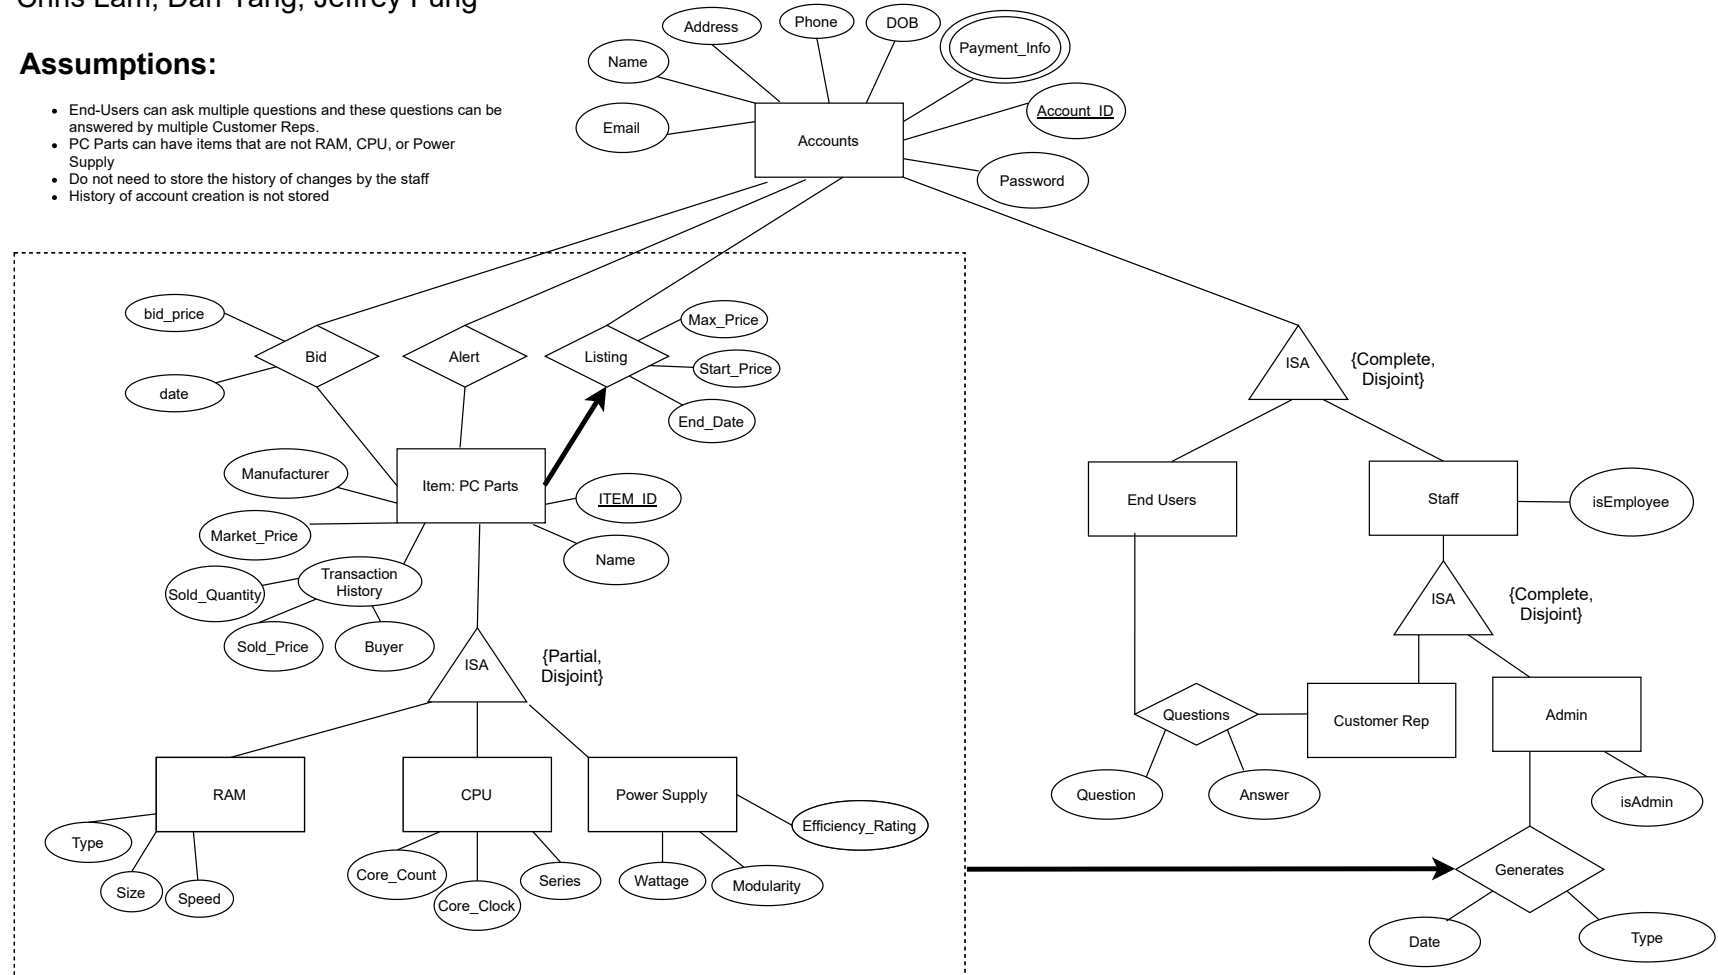 Chris Lam, Dan Yang, Jeffrey Fung
Assumptions:
End-Users can ask multiple questions and these questions can be
answered by multiple Customer Reps.
PC Parts can have items that are not RAM, CPU, or Power
Supply
Do not need to store the history of changes by the staff
History of account creation is not stored
Address
Phone
DOB
Payment_Info
Name
Account_ID
Email
Accounts
Password
bid_price
Max_Price
Bid
Alert
Listing
Start_Price
date
End_Date
ISA
{Complete,
Disjoint}
Manufacturer
Item: PC Parts
ITEM_ID
End Users
Staff
isEmployee
Market_Price
Name
Transaction
History
Sold_Quantity
Sold_Price
Buyer
ISA
{Complete,
Disjoint}
ISA
{Partial,
Disjoint}
Questions
Customer Rep
Admin
RAM
CPU
Power Supply
Question
Answer
isAdmin
Efficiency_Rating
Type
Size
Speed
Core_Count
Core_Clock
Series
Wattage
Modularity
Generates
Date
Type